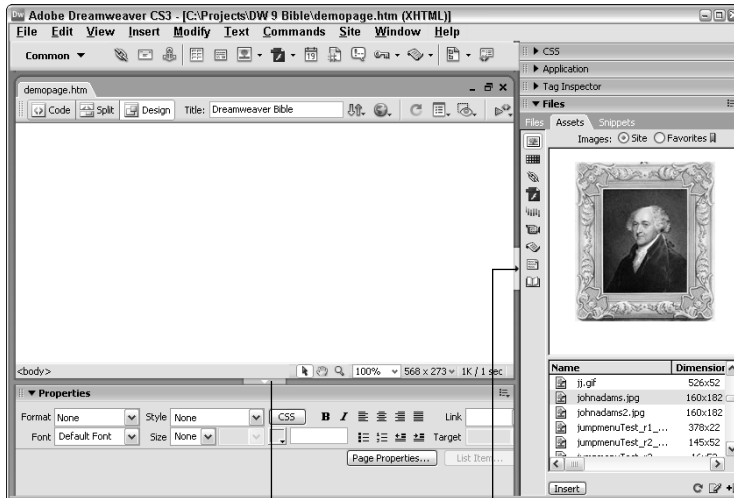 Dw Adobe Dreamweaver CS3 - [C:\Projects\DW 9 Bible\demopage.htm (XHTML)]
File Edit View Insert Modify Text Commands Site Window Help
Common
CSS
Application
Tag Inspector
Files
demopage.htm
Code Split Design Title: Dreamweaver Bible
Files Assets Snippets
Images: Site Favorites
<body> 100% 568 x 273 1K / 1 sec
Name Dimension
jj.gif 526x52
johnadams.jpg 160x182
johnadams2.jpg 160x182
jumpmenuTest_r1_... 378x22
jumpmenuTest_r2_... 145x52
Properties
Format None Style None CSS B I Link
Font Default Font Size None Target
Page Properties... List Item...
Insert